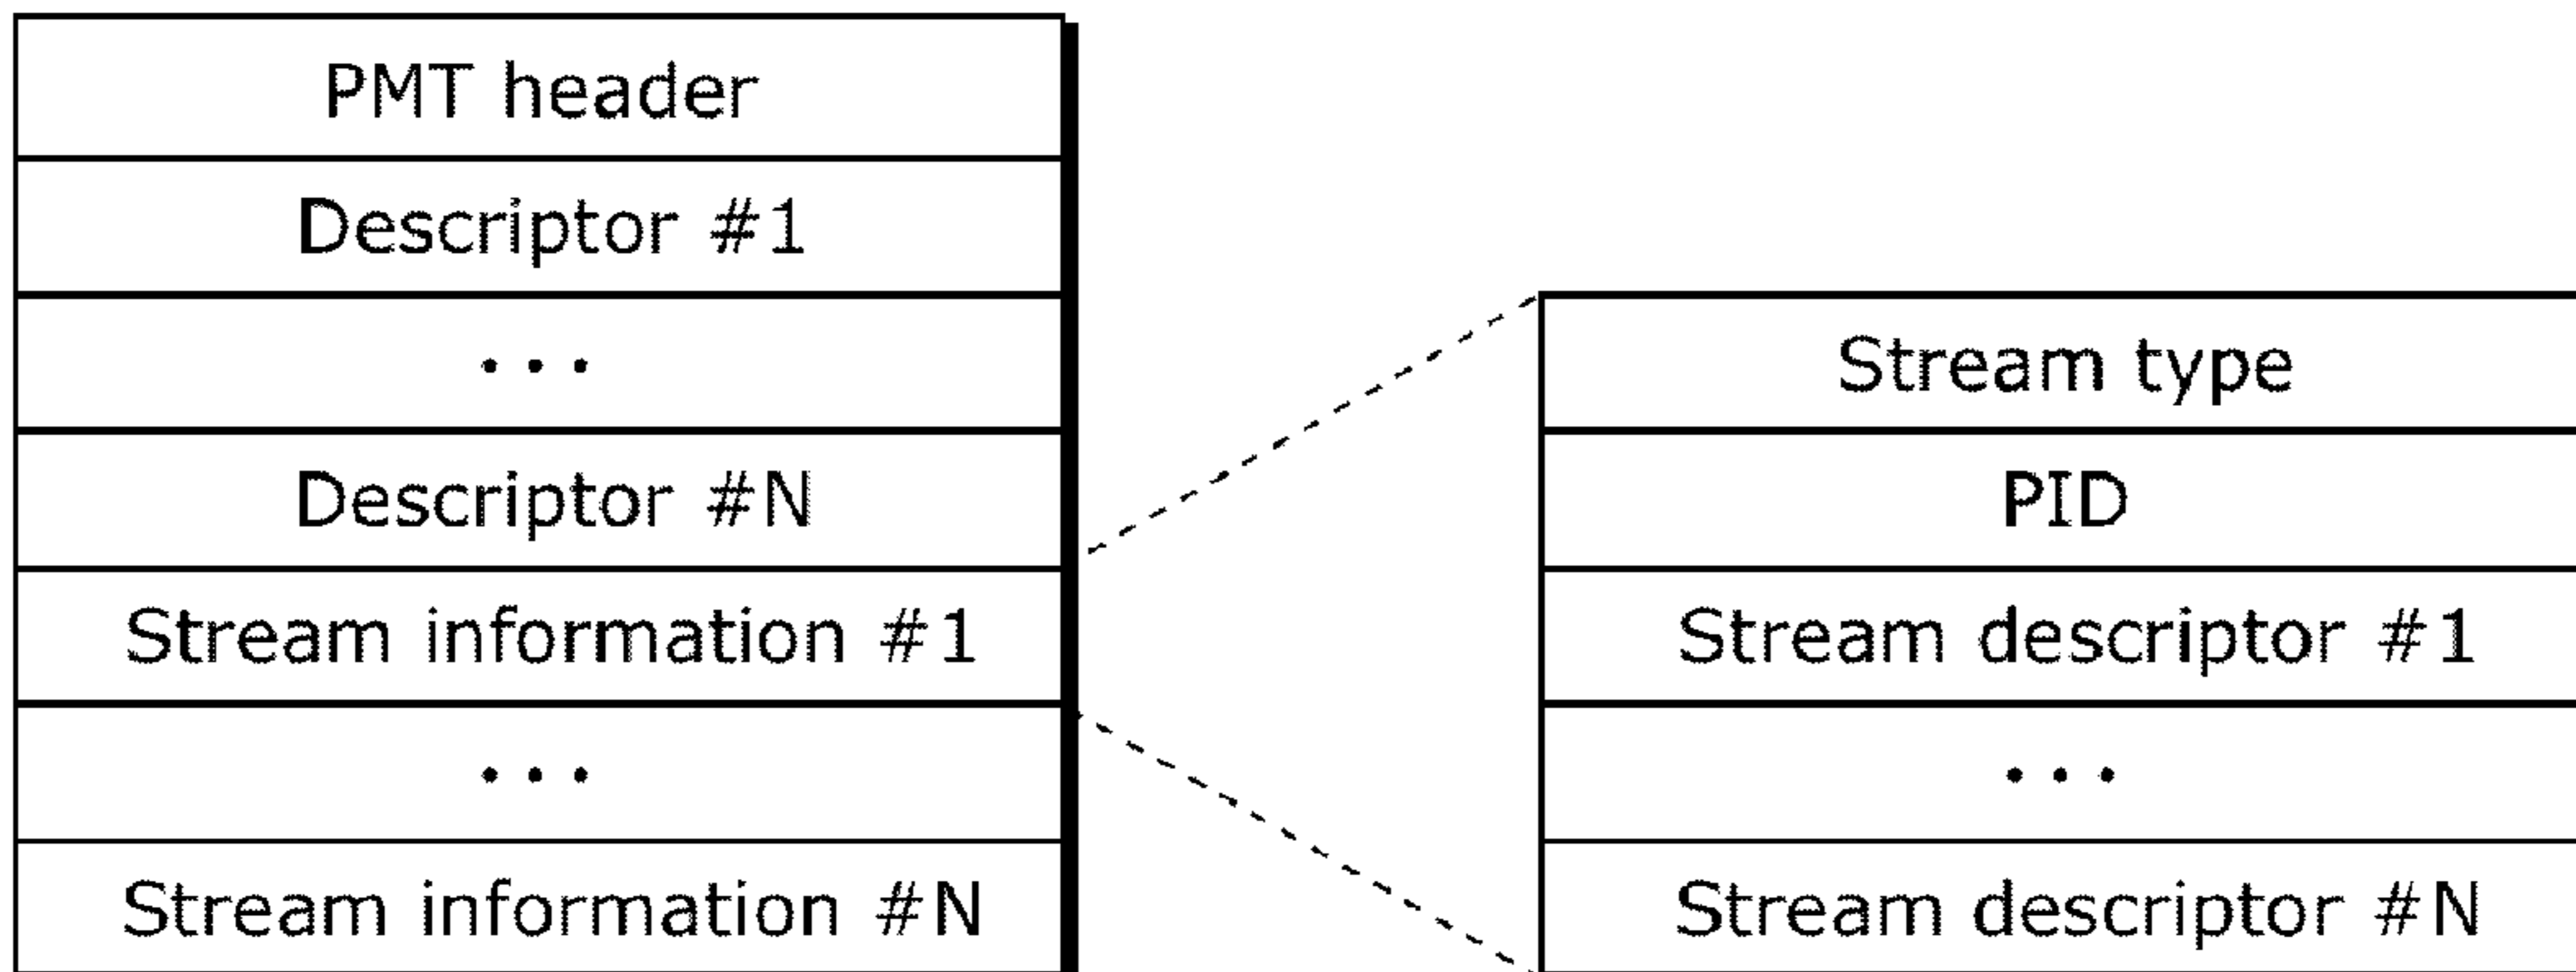 PMT header
Descriptor #1
...
Descriptor #N
Stream information #1
...
Stream information #N
Stream type
PID
Stream descriptor #1
...
Stream descriptor #N